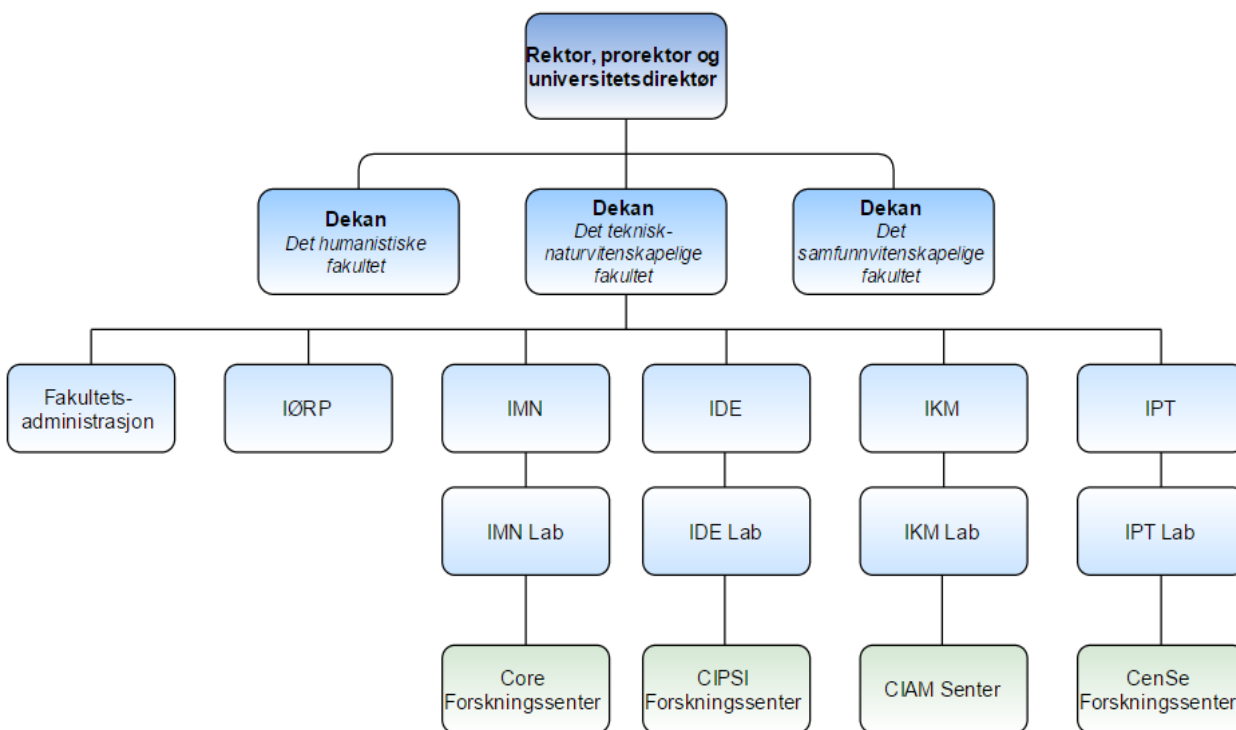 Rektor, prorektor og
universitetsdirektør
Dekan
Det humanistiske
fakultet
Dekan
Det teknisk-
naturvitenskapelige
fakultet
Dekan
Det
samfunnvitenskapelige
fakultet
Fakultets-
administrasjon
IØRP
IMN
IDE
IKM
IPT
IMN Lab
IDE Lab
IKM Lab
IPT Lab
Core
Forskningssenter
CIPSI
Forskningssenter
CIAM Senter
CenSe
Forskningssenter